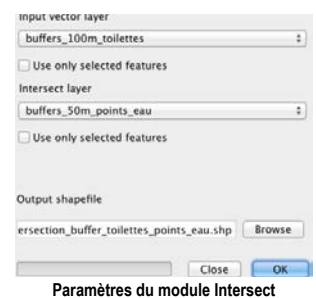 Input vector layer
buffers_100m_toilettes
Use only selected features
Intersect layer
buffers_50m_points_eau
Use only selected features
Output shapefile
ersection_buffer_toilettes_points_eau.shp Browse
Close OK
Paramètres du module Intersect